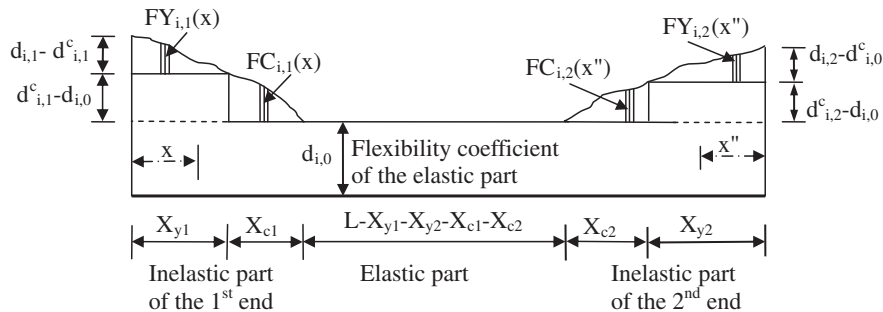 FY_{i,1}(x)
FY_{i,2}(x")
d_{i,1}- d^c_{i,1}
FC_{i,1}(x)
FC_{i,2}(x")
d_{i,2}-d^c_{i,0}
d^c_{i,1}-d_{i,0}
d^c_{i,2}-d_{i,0}
x
d_{i,0}
Flexibility coefficient
of the elastic part
x"
X_{y1}
X_{c1}
L-X_{y1}-X_{y2}-X_{c1}-X_{c2}
X_{c2}
X_{y2}
Inelastic part
of the 1^{st} end
Elastic part
Inelastic part
of the 2^{nd} end